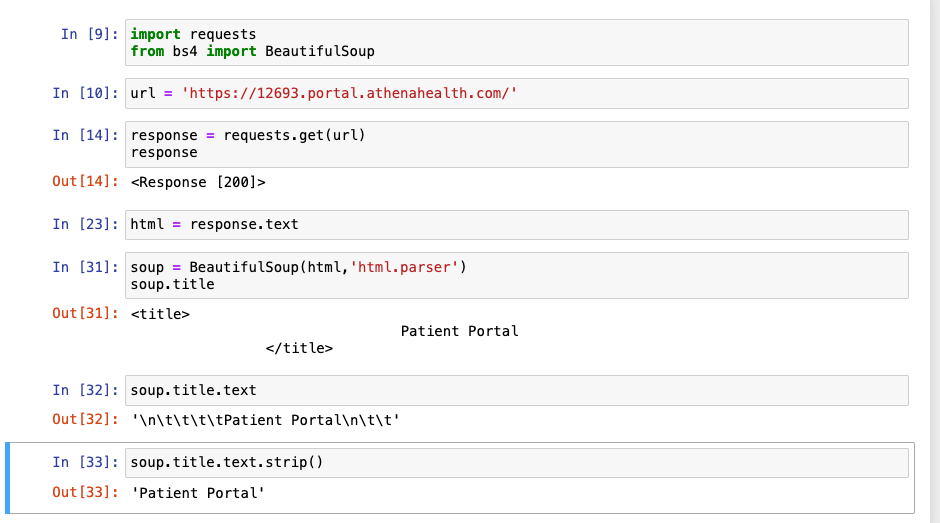 In [9]: import requests
from bs4 import BeautifulSoup
In [10]: url = 'https://12693.portal.athenahealth.com/'
In [14]: response = requests.get(url)
response
Out[14]: <Response [200]>
In [23]: html = response.text
In [31]: soup = BeautifulSoup(html,'html.parser')
soup.title
Out[31]: <title>
Patient Portal
</title>
In [32]: soup.title.text
Out[32]: '\n\t\t\t\tPatient Portal\n\t\t'
In [33]: soup.title.text.strip()
Out[33]: 'Patient Portal'